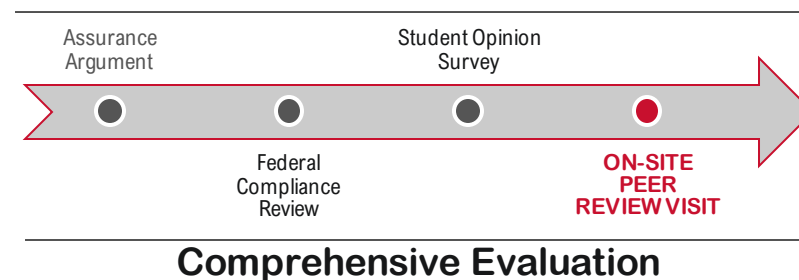 Assurance
Argument
Student Opinion
Survey
Federal
Compliance
Review
ON-SITE
PEER
REVIEW VISIT
Comprehensive Evaluation